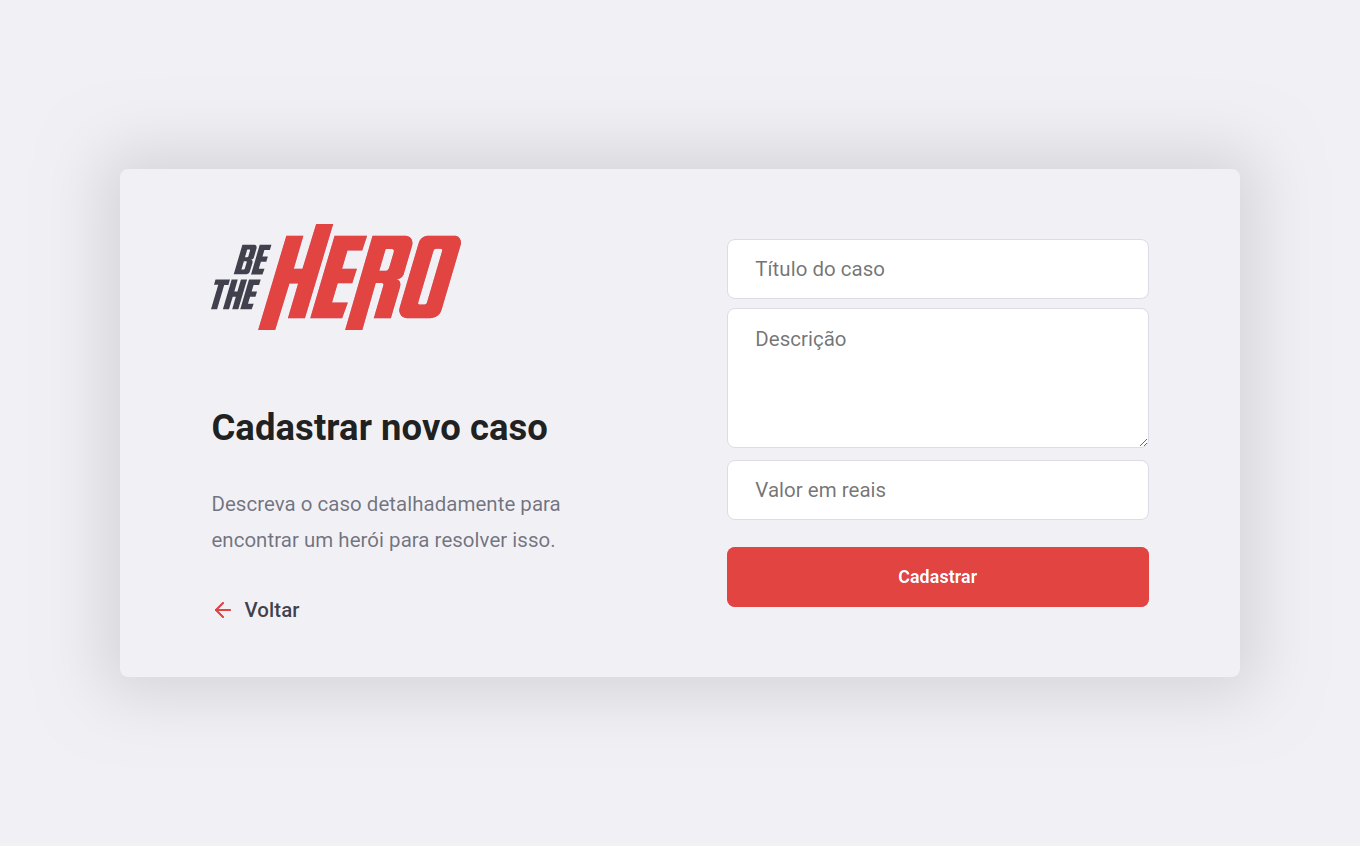 BE
THE HERO
Cadastrar novo caso
Descreva o caso detalhadamente para
encontrar um herói para resolver isso.
Voltar
Título do caso
Descrição
Valor em reais
Cadastrar